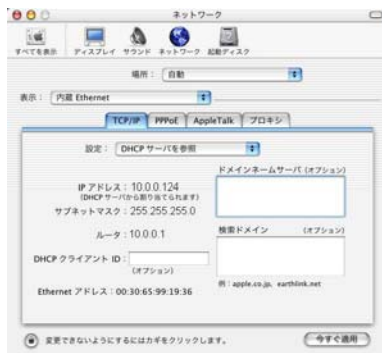 ネットワーク
すべてを表示 ディスプレイ サウンド ネットワーク 起動ディスク
場所： 自動
表示： 内蔵 Ethernet
TCP/IP PPPoE AppleTalk プロキシ
設定： DHCP サーバを参照
ドメインネームサーバ (オプション)
IP アドレス：10.0.0.124
(DHCP サーバから割り当てられます)
サブネットマスク：255.255.255.0
ルータ：10.0.0.1
検索ドメイン (オプション)
DHCP クライアント ID：
(オプション)
例：apple.co.jp, earthlink.net
Ethernet アドレス：00:30:65:99:19:36
変更できないようにするにはカギをクリックします。
今すぐ適用